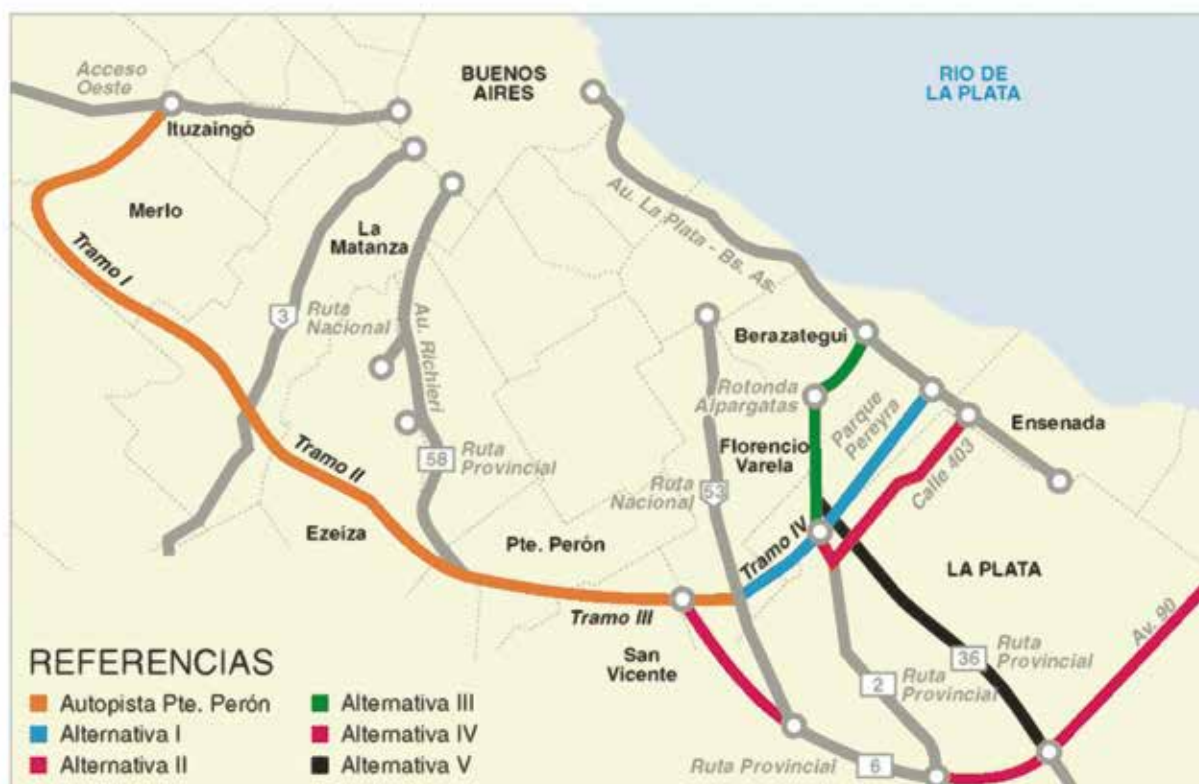 Acceso
Oeste
BUENOS
AIRES
RIO DE
LA PLATA
Ituzaingó
Merlo
La
Matanza
Au. La Plata - Bs. As.
Tramo I
3
Ruta
Nacional
Au. Richieri
Berazategui
Rotonda
Alpargatas
Parque
Pereyra
Ensenada
Florencio
Varela
Calle 403
58
Ruta
Provincial
Tramo II
Ruta
Nacional
53
Ezeiza
Pte. Perón
Tramo IV
LA PLATA
Tramo III
Av. 90
San
Vicente
36
Ruta
Provincial
2
Ruta
Provincial
Ruta Provincial
6
REFERENCIAS
Autopista Pte. Perón
Alternativa I
Alternativa II
Alternativa III
Alternativa IV
Alternativa V